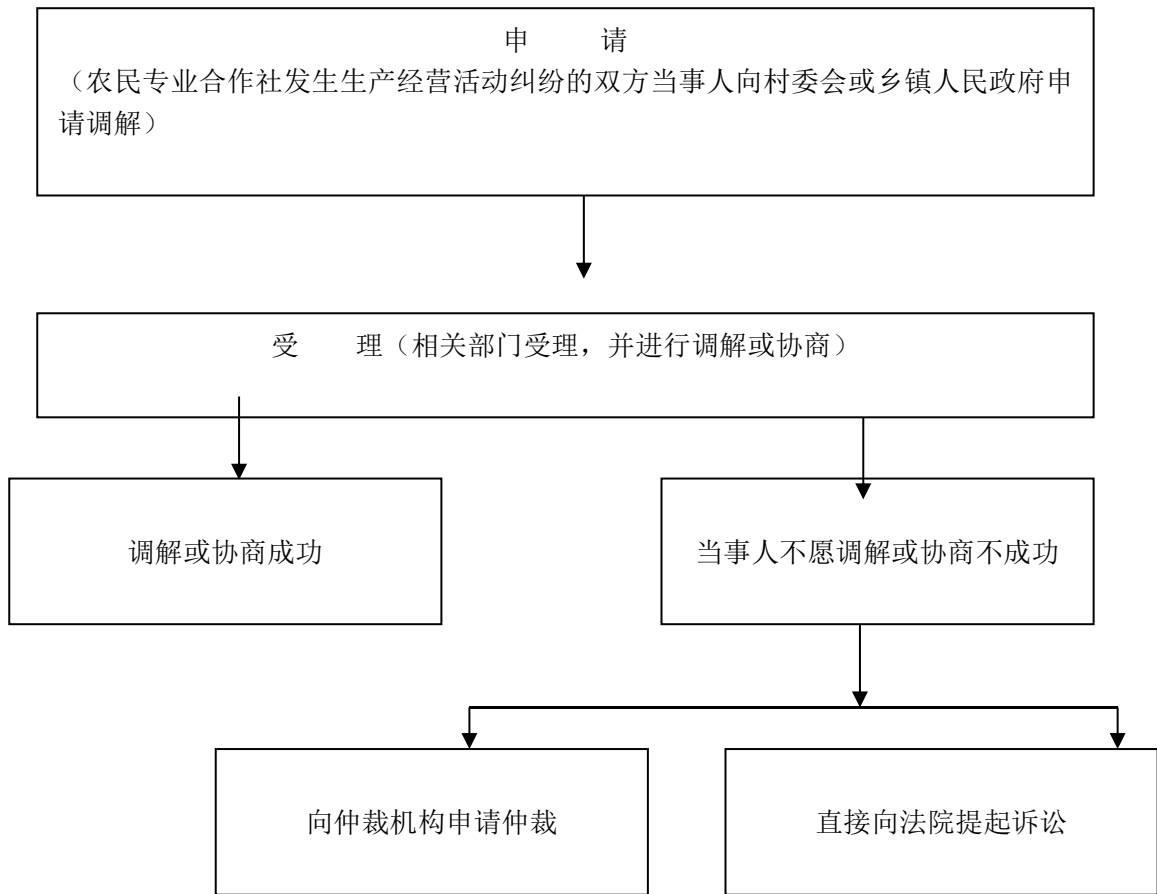 申 请
（农民专业合作社发生生产经营活动纠纷的双方当事人向村委会或乡镇人民政府申
请调解）
受 理（相关部门受理，并进行调解或协商）
调解或协商成功
当事人不愿调解或协商不成功
向仲裁机构申请仲裁
直接向法院提起诉讼